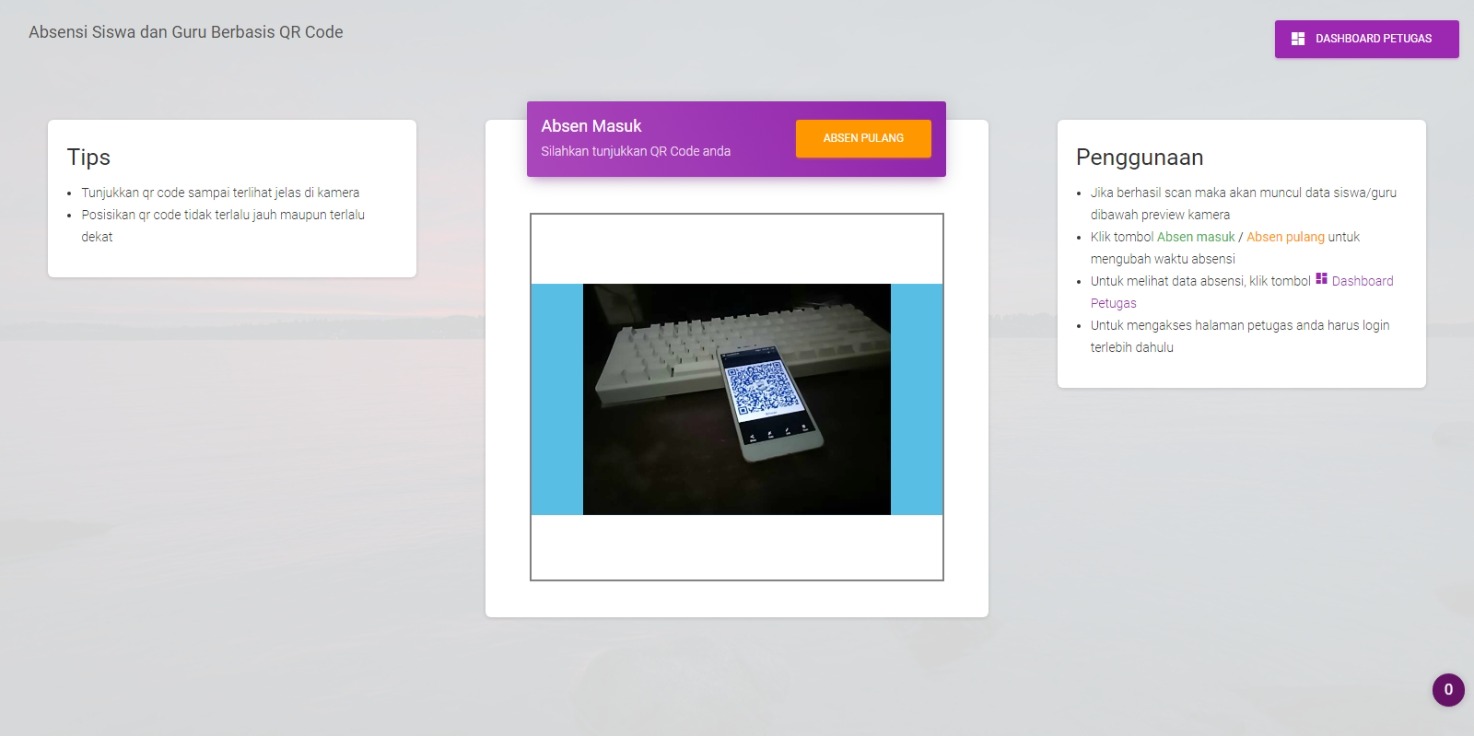 Absensi Siswa dan Guru Berbasis QR Code
DASHBOARD PETUGAS
Tips
Tunjukkan qr code sampai terlihat jelas di kamera
Posisikan qr code tidak terlalu jauh maupun terlalu
dekat
Absen Masuk
Silahkan tunjukkan QR Code anda
ABSEN PULANG
Penggunaan
Jika berhasil scan maka akan muncul data siswa/guru
dibawah preview kamera
Klik tombol Absen masuk / Absen pulang untuk
mengubah waktu absensi
Untuk melihat data absensi, klik tombol Dashboard
Petugas
Untuk mengakses halaman petugas anda harus login
terlebih dahulu
0